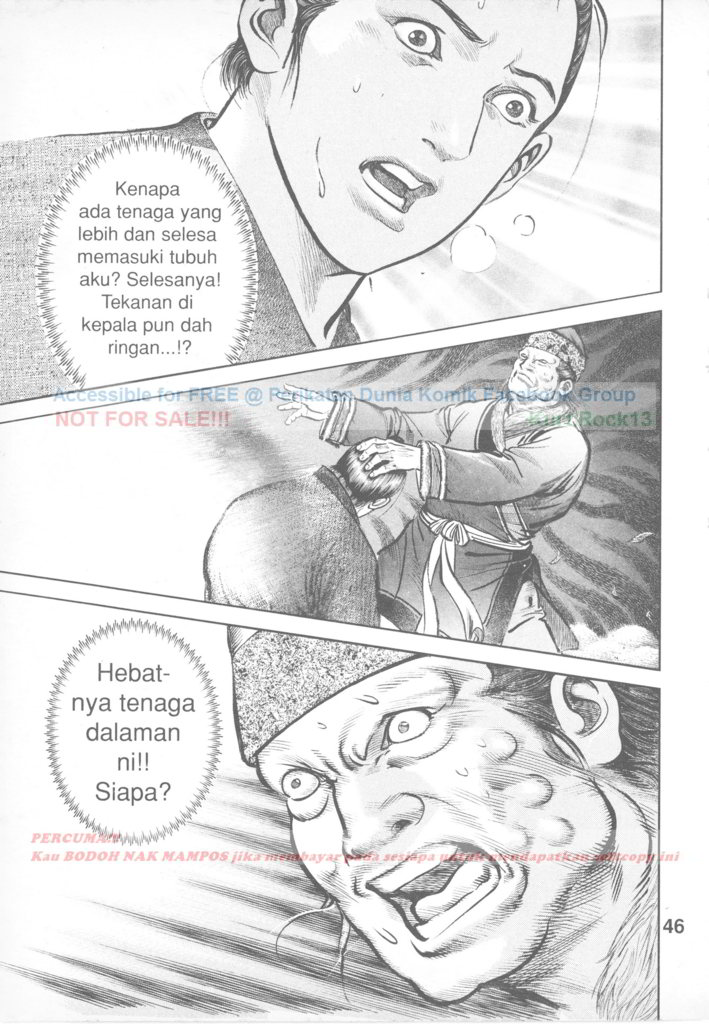 Kenapa
ada tenaga yang
lebih dan selesa
memasuki tubuh
aku? Selesanya!
Tekanan di
kepala pun dah
ringan...!?
Accessible for FREE @ Perikatan Dunia Komik Facebook Group
NOT FOR SALE!!!
Kurt Rock13
Hebat-
nya tenaga
dalaman
ni!!
Siapa?
PERCUMA!!
Kau BODOH NAK MAMPOS jika membayar pada sesiapa untuk mendapatkan softcopy ini
46